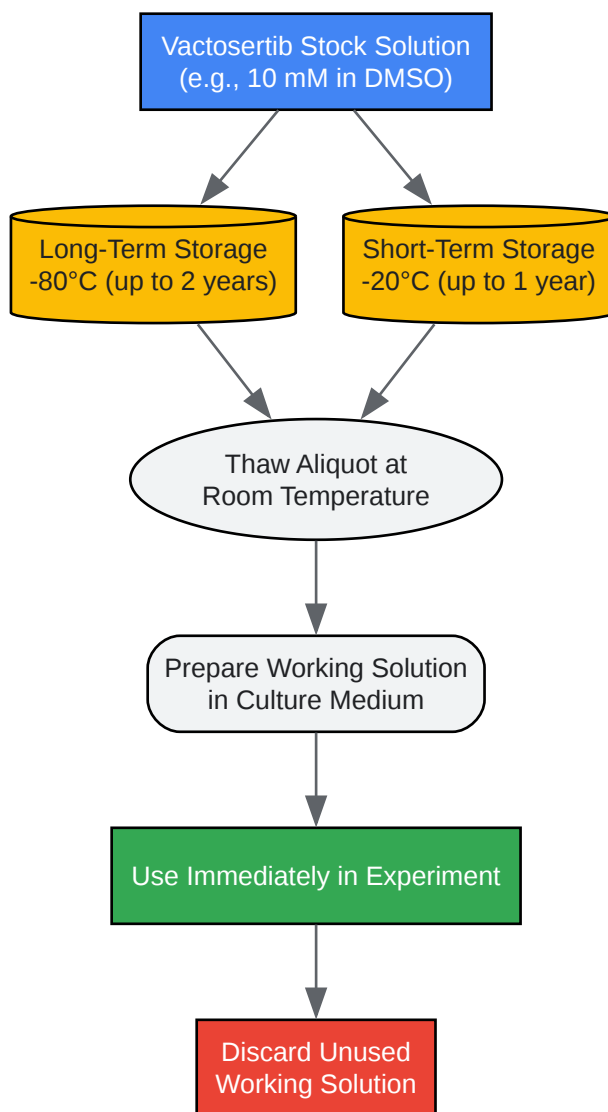 Vactosertib Stock Solution
(e.g., 10 mM in DMSO)
Long-Term Storage
-80°C (up to 2 years)
Short-Term Storage
-20°C (up to 1 year)
Thaw Aliquot at
Room Temperature
Prepare Working Solution
in Culture Medium
Use Immediately in Experiment
Discard Unused
Working Solution